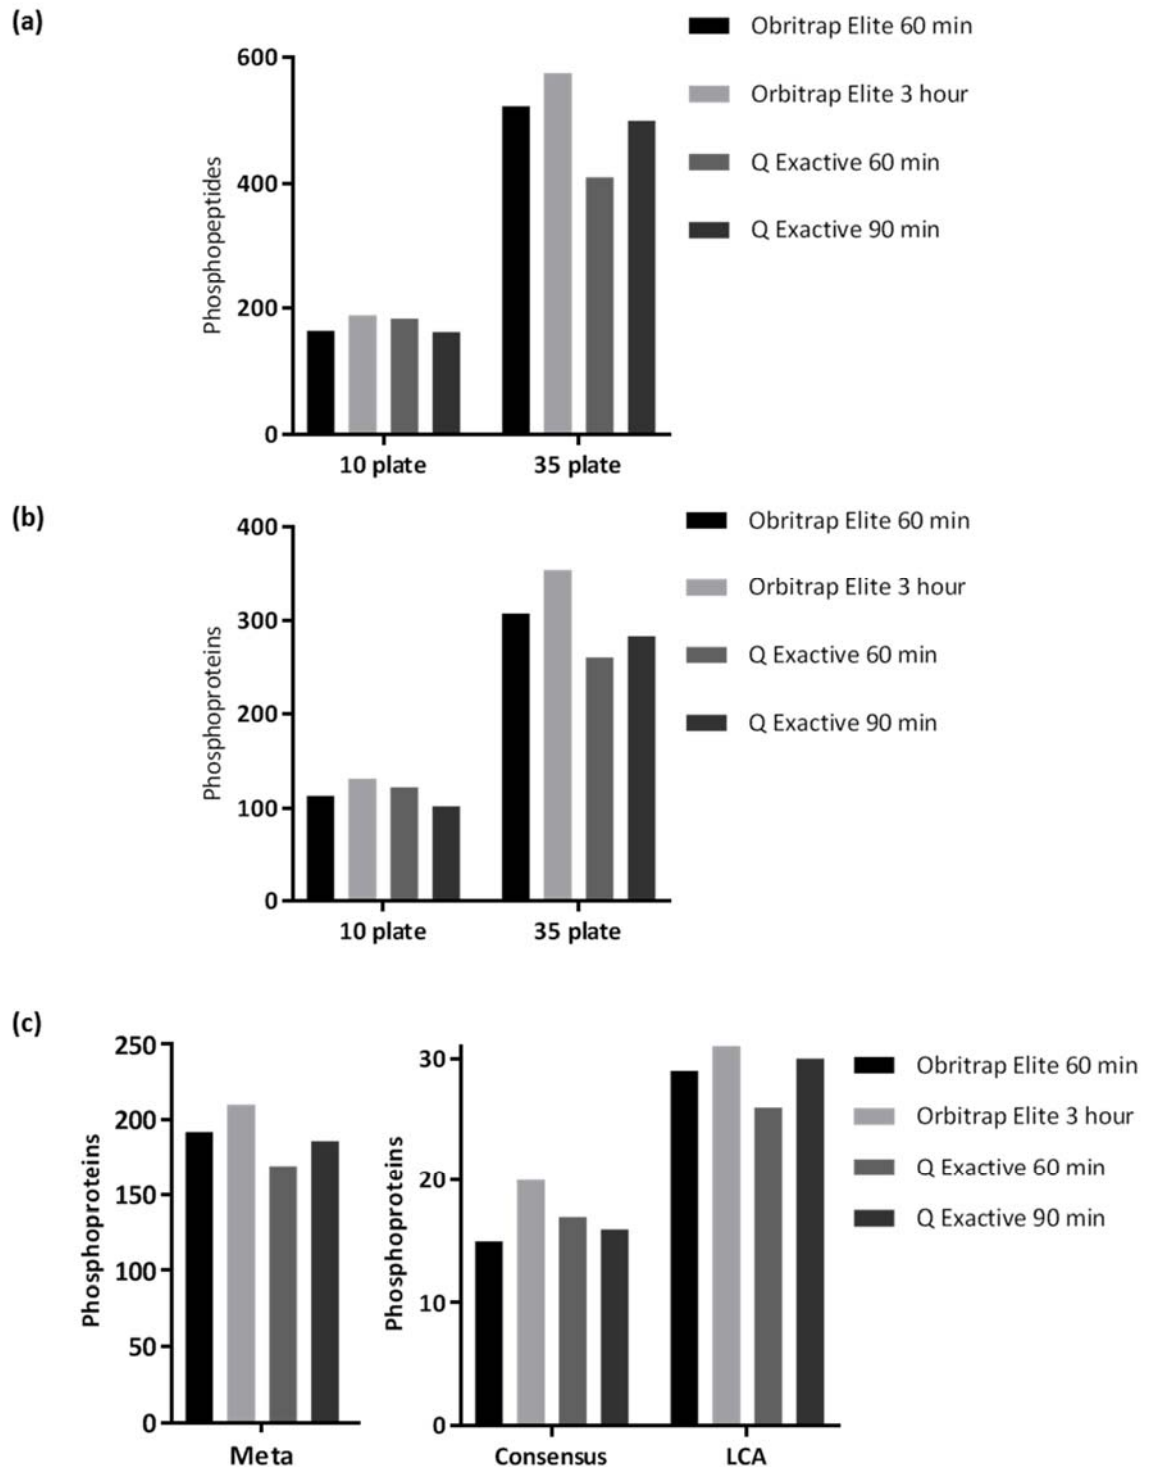 (a)
Obritrap Elite 60 min
Orbitrap Elite 3 hour
Q Exactive 60 min
Q Exactive 90 min
Phosphopeptides
600
400
200
0
10 plate
35 plate
(b)
Obritrap Elite 60 min
Orbitrap Elite 3 hour
Q Exactive 60 min
Q Exactive 90 min
Phosphoproteins
400
300
200
100
0
10 plate
35 plate
(c)
Phosphoproteins
250
200
150
100
50
0
Meta
Phosphoproteins
30
20
10
0
Consensus
LCA
Obritrap Elite 60 min
Orbitrap Elite 3 hour
Q Exactive 60 min
Q Exactive 90 min